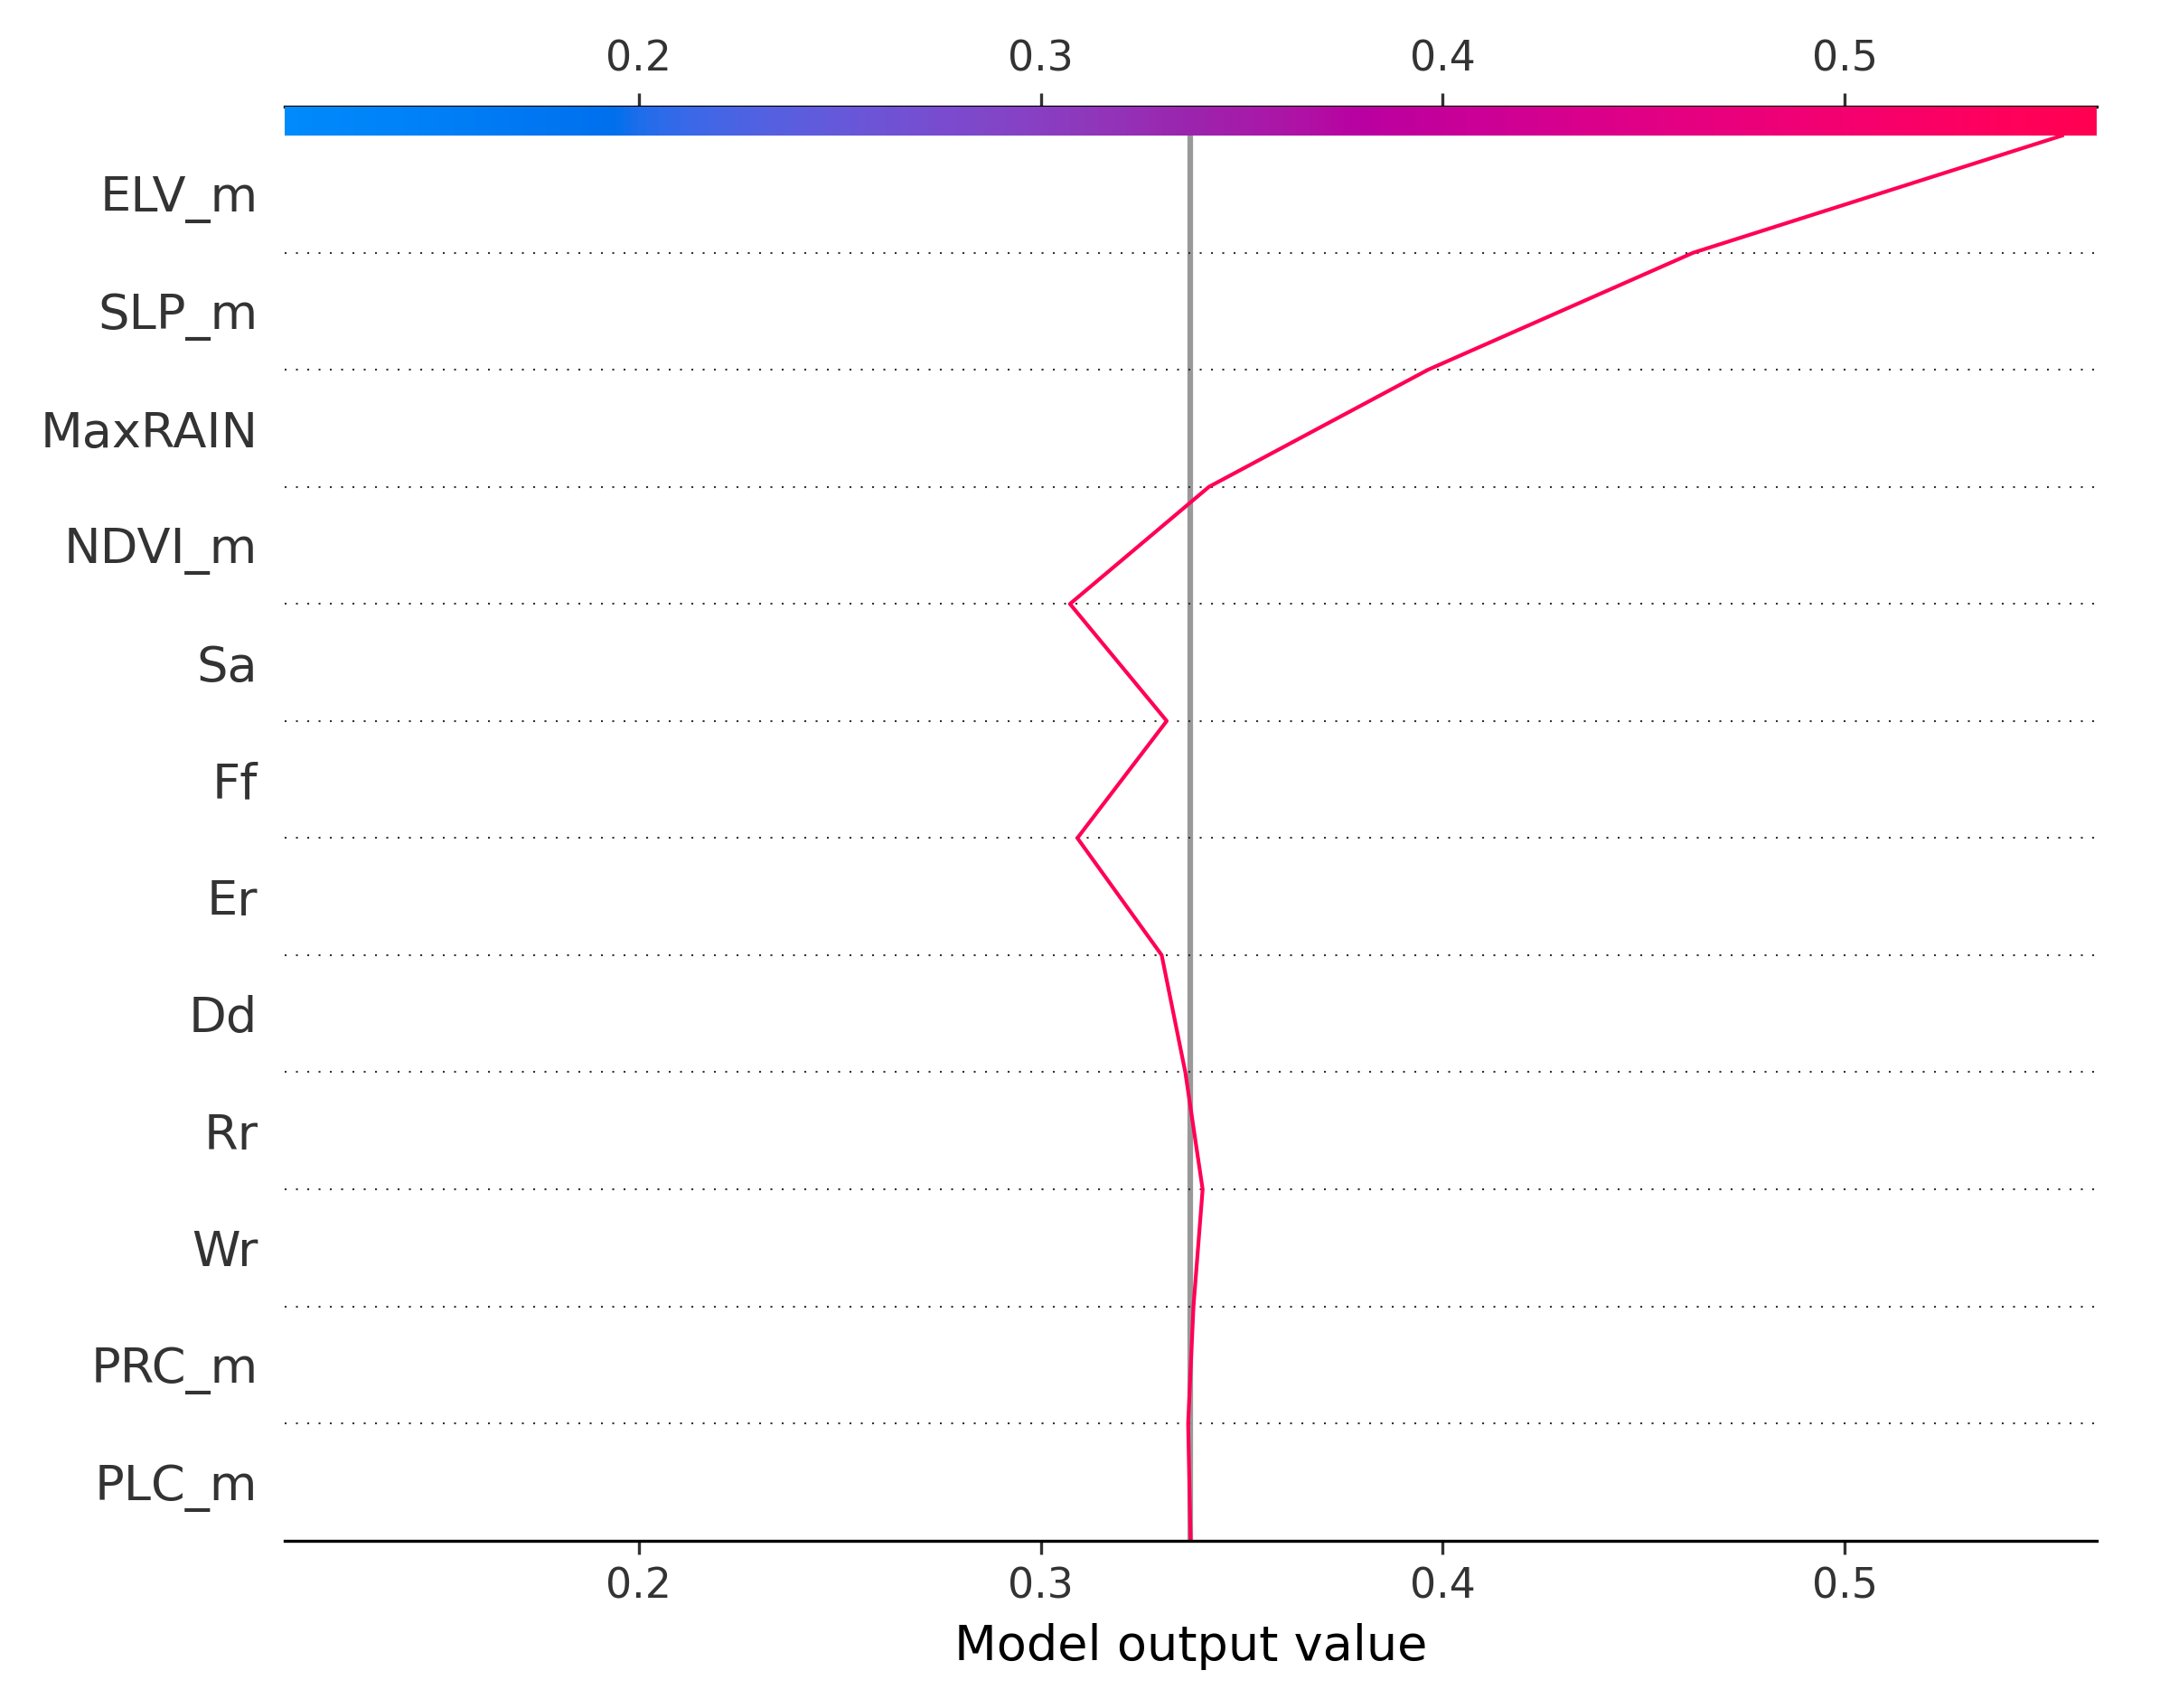 0.2 0.3 0.4 0.5
ELV_m
SLP_m
MaxRAIN
NDVI_m
Sa
Ff
Er
Dd
Rr
Wr
PRC_m
PLC_m
0.2 0.3 0.4 0.5
Model output value